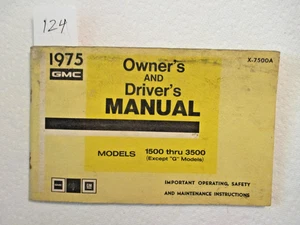 124
1975
GMC
X-7500A
Owner's
AND
Driver's
MANUAL
MODELS 1500 thru 3500
(Except "G" Models)
GM
IMPORTANT OPERATING, SAFETY
AND MAINTENANCE INSTRUCTIONS